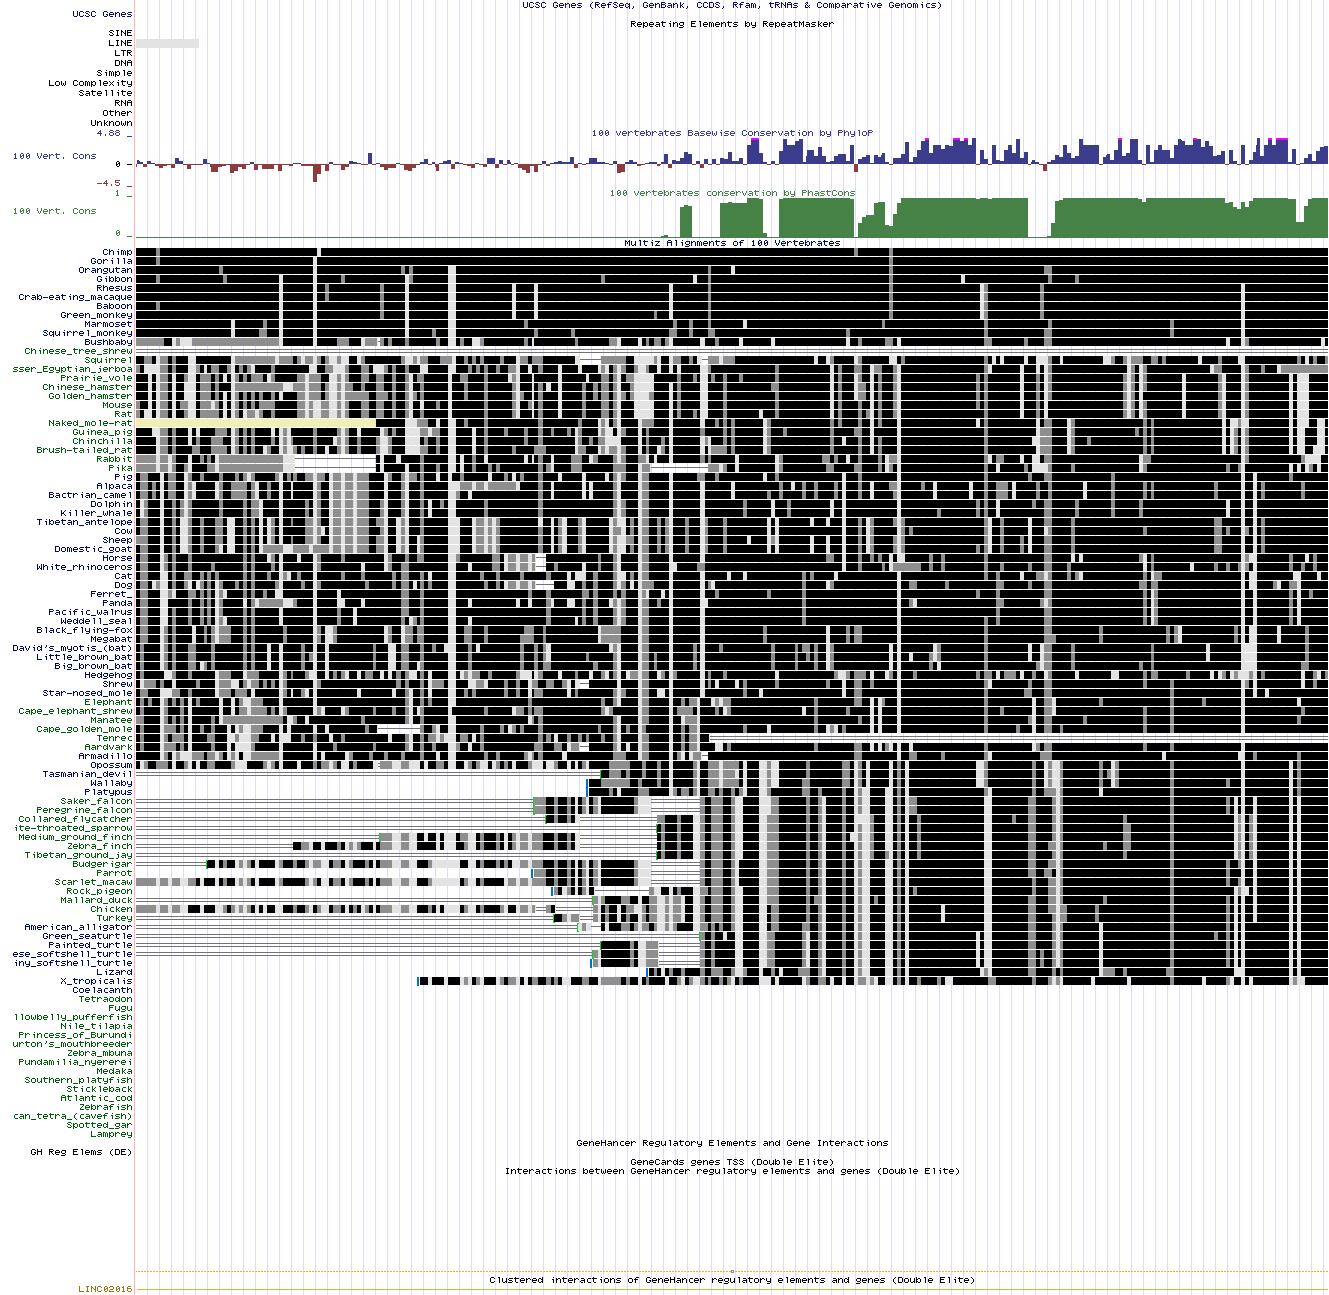 UCSC Genes (RefSeq, GenBank, CCDS, Rfam, tRNAs & Comparative Genomics)
UCSC Genes
Repeating Elements by RepeatMasker
SINE
LINE
LTR
DNA
Simple
Low Complexity
Satellite
RNA
Other
Unknown
100 vertebrates Basewise Conservation by PhyloP
4.88 _
100 Vert. Cons
0 _
-4.5 _
100 vertebrates conservation by PhastCons
1 _
100 Vert. Cons
0 _
Multiz Alignments of 100 Vertebrates
Chimp
Gorilla
Orangutan
Gibbon
Rhesus
Crab-eating_macaque
Baboon
Green_monkey
Marmoset
Squirrel_monkey
Bushbaby
Chinese_tree_shrew
Squirrel
sser_Egyptian_jerboa
Prairie_vole
Chinese_hamster
Golden_hamster
Mouse
Rat
Naked_mole-rat
Guinea_pig
Chinchilla
Brush-tailed_rat
Rabbit
Pika
Pig
Alpaca
Bactrian_camel
Dolphin
Killer_whale
Tibetan_antelope
Cow
Sheep
Domestic_goat
Horse
White_rhinoceros
Cat
Dog
Ferret_
Panda
Pacific_walrus
Weddell_seal
Black_flying-fox
Megabat
David's_myotis_(bat)
Little_brown_bat
Big_brown_bat
Hedgehog
Shrew
Star-nosed_mole
Elephant
Cape_elephant_shrew
Manatee
Cape_golden_mole
Tenrec
Aardvark
Armadillo
Opossum
Tasmanian_devil
Wallaby
Platypus
Saker_falcon
Peregrine_falcon
Collared_flycatcher
ite-throated_sparrow
Medium_ground_finch
Zebra_finch
Tibetan_ground_jay
Budgerigar
Parrot
Scarlet_macaw
Rock_pigeon
Mallard_duck
Chicken
Turkey
American_alligator
Green_seaturtle
Painted_turtle
ese_softshell_turtle
iny_softshell_turtle
Lizard
X_tropicalis
Coelacanth
Tetraodon
Fugu
llowbelly_pufferfish
Nile_tilapia
Princess_of_Burundi
urton's_mouthbreeder
Zebra_mbuna
Pundamilia_nyererei
Medaka
Southern_platyfish
Stickleback
Atlantic_cod
Zebrafish
can_tetra_(cavefish)
Spotted_gar
Lamprey
GeneHancer Regulatory Elements and Gene Interactions
GH Reg Elems (DE)
GeneCards genes TSS (Double Elite)
Interactions between GeneHancer regulatory elements and genes (Double Elite)
Clustered interactions of GeneHancer regulatory elements and genes (Double Elite)
LINC02016